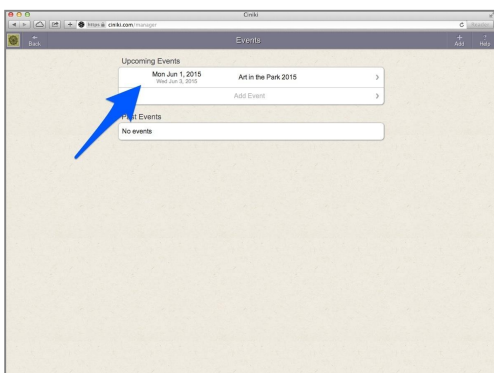 Ciniki
https ciniki.com/manager
Reader
Back
Events
Add
Help
Upcoming Events
Mon Jun 1, 2015
Wed Jun 3, 2015
Art in the Park 2015
Add Event
Past Events
No events